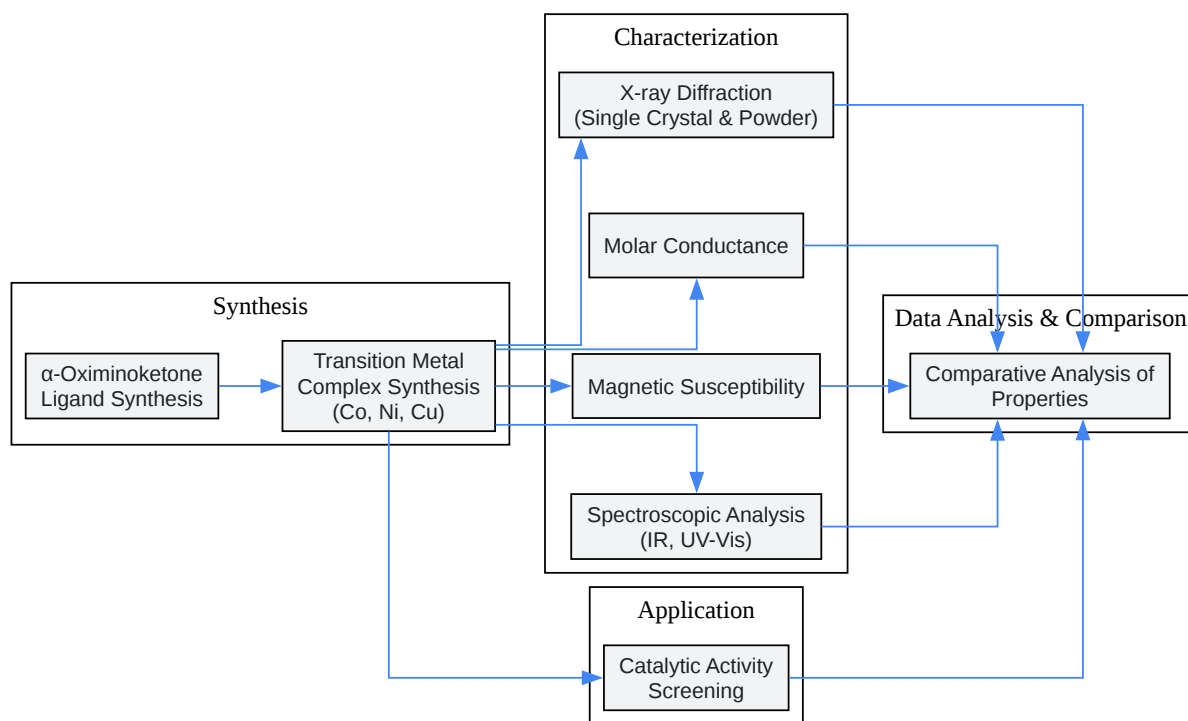 Synthesis
α-Oximinoketone
Ligand Synthesis
Transition Metal
Complex Synthesis
(Co, Ni, Cu)
Characterization
X-ray Diffraction
(Single Crystal & Powder)
Molar Conductance
Magnetic Susceptibility
Spectroscopic Analysis
(IR, UV-Vis)
Application
Catalytic Activity
Screening
Data Analysis & Comparison
Comparative Analysis of
Properties